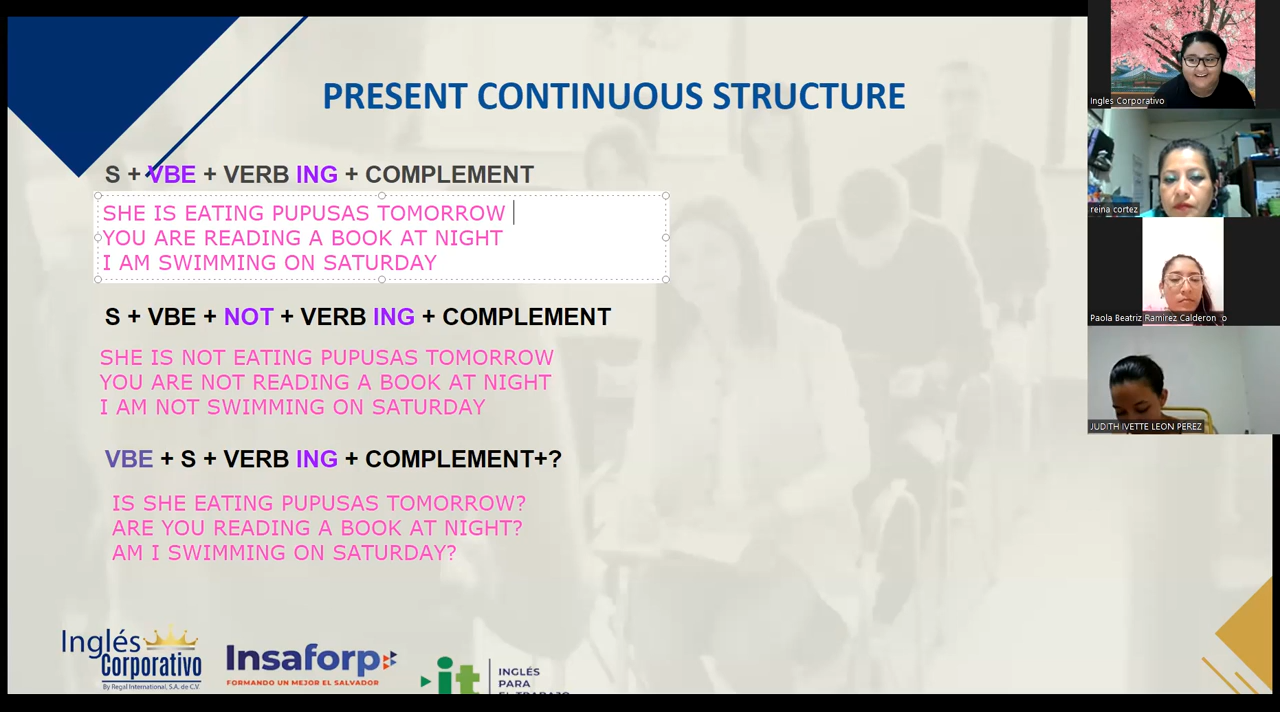 PRESENT CONTINUOUS STRUCTURE
S + VBE + VERB ING + COMPLEMENT
SHE IS EATING PUPUSAS TOMORROW
YOU ARE READING A BOOK AT NIGHT
I AM SWIMMING ON SATURDAY
S + VBE + NOT + VERB ING + COMPLEMENT
SHE IS NOT EATING PUPUSAS TOMORROW
YOU ARE NOT READING A BOOK AT NIGHT
I AM NOT SWIMMING ON SATURDAY
VBE + S + VERB ING + COMPLEMENT+?
IS SHE EATING PUPUSAS TOMORROW?
ARE YOU READING A BOOK AT NIGHT?
AM I SWIMMING ON SATURDAY?
Inglés
Corporativo
By Regal International, S.A. de C.V.
Insaforp
FORMANDO UN MEJOR EL SALVADOR
it
INGLÉS
PARA
EL TRABAJO
Ingles Corporativo
reina cortez
Paola Beatriz Ramirez Calderon o
JUDITH IVETTE LEON PEREZ